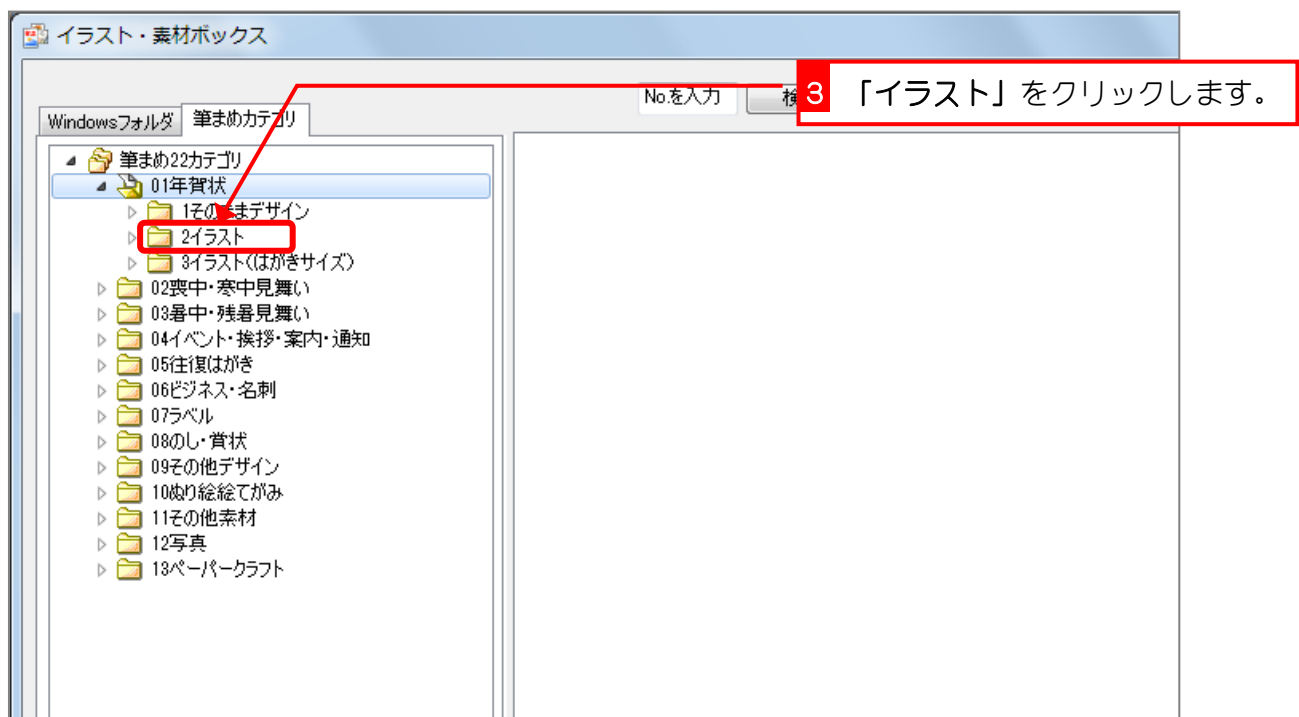 イラスト・素材ボックス
No.を入力
検
3 「イラスト」をクリックします。
Windowsフォルダ
筆まめカテゴリ
筆まめ22カテゴリ
01年賀状
1そのままデザイン
2イラスト
3イラスト(はがきサイズ)
02喪中・寒中見舞い
03暑中・残暑見舞い
04イベント・挨拶・案内・通知
05往復はがき
06ビジネス・名刺
07ラベル
08のし・賞状
09その他デザイン
10ぬり絵絵てがみ
11その他素材
12写真
13ペーパークラフト